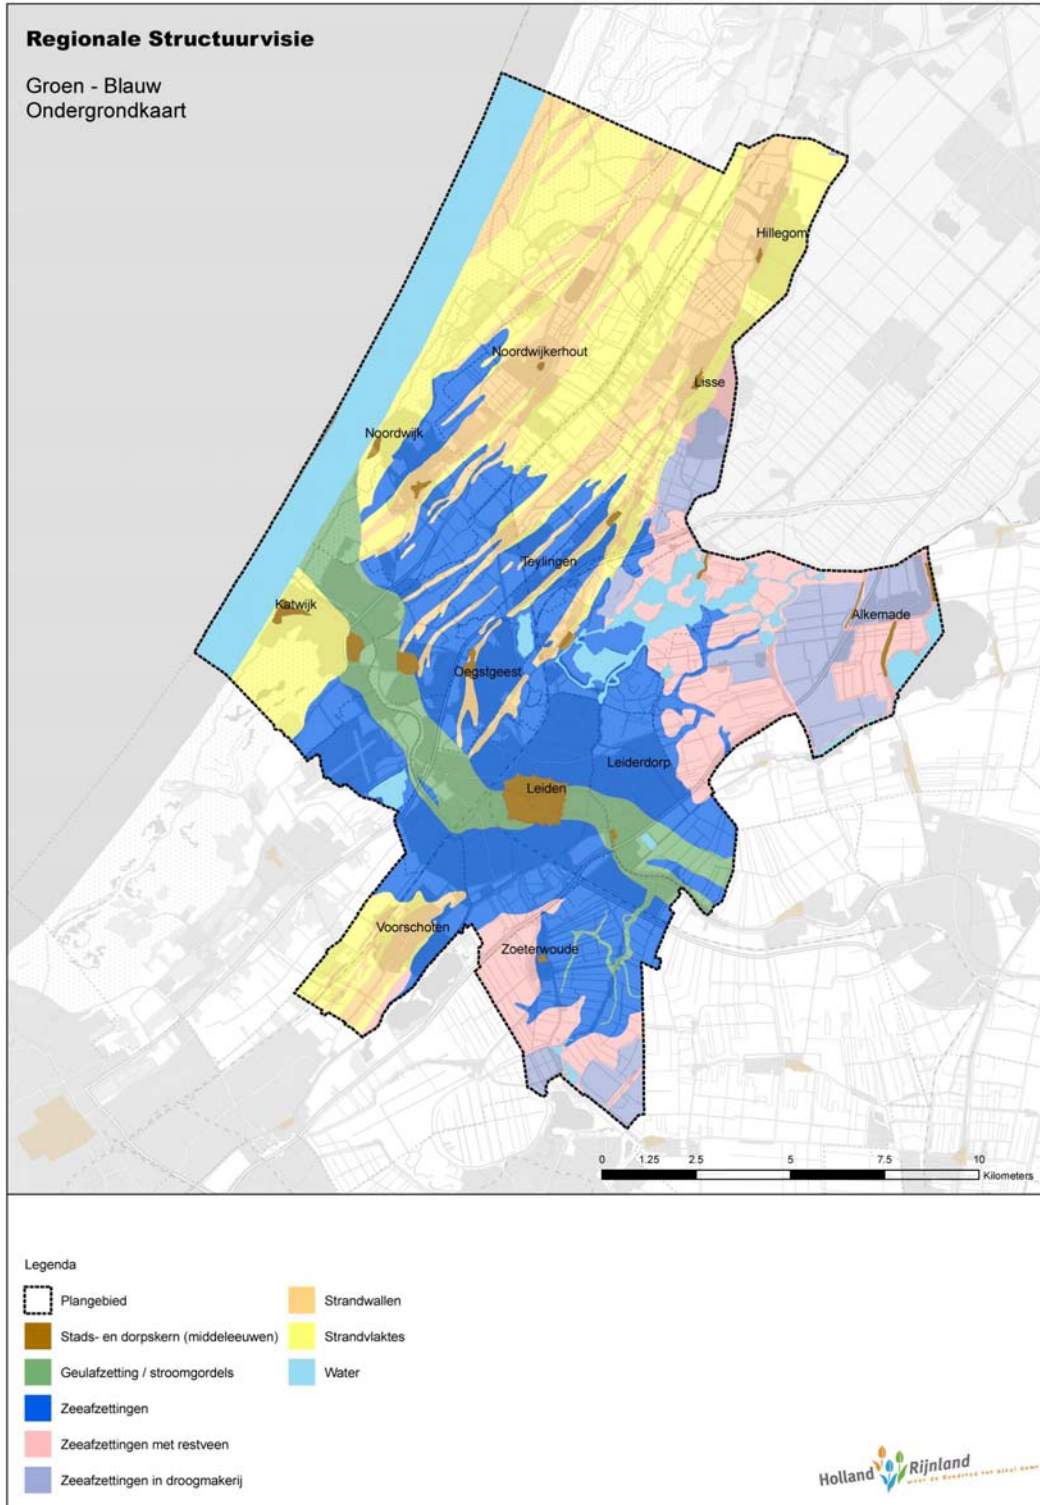 Regionale Structuurvisie
Groen - Blauw
Ondergrondkaart
Hillegom
Noordwijkerhout
Lisse
Noordwijk
Teylingen
Katwijk
Alkemade
Oegstgeest
Leiderdorp
Leiden
Voorschoten
Zoeterwoude
0 1.25 2.5 5 7.5 10
Kilometers
Legenda
Plangebied
Stads- en dorpskern (middeleeuwen)
Geulafzetting / stroomgordels
Zeeafzettingen
Zeeafzettingen met restveen
Zeeafzettingen in droogmakerij
Strandwallen
Strandvlaktes
Water
Holland Rijnland